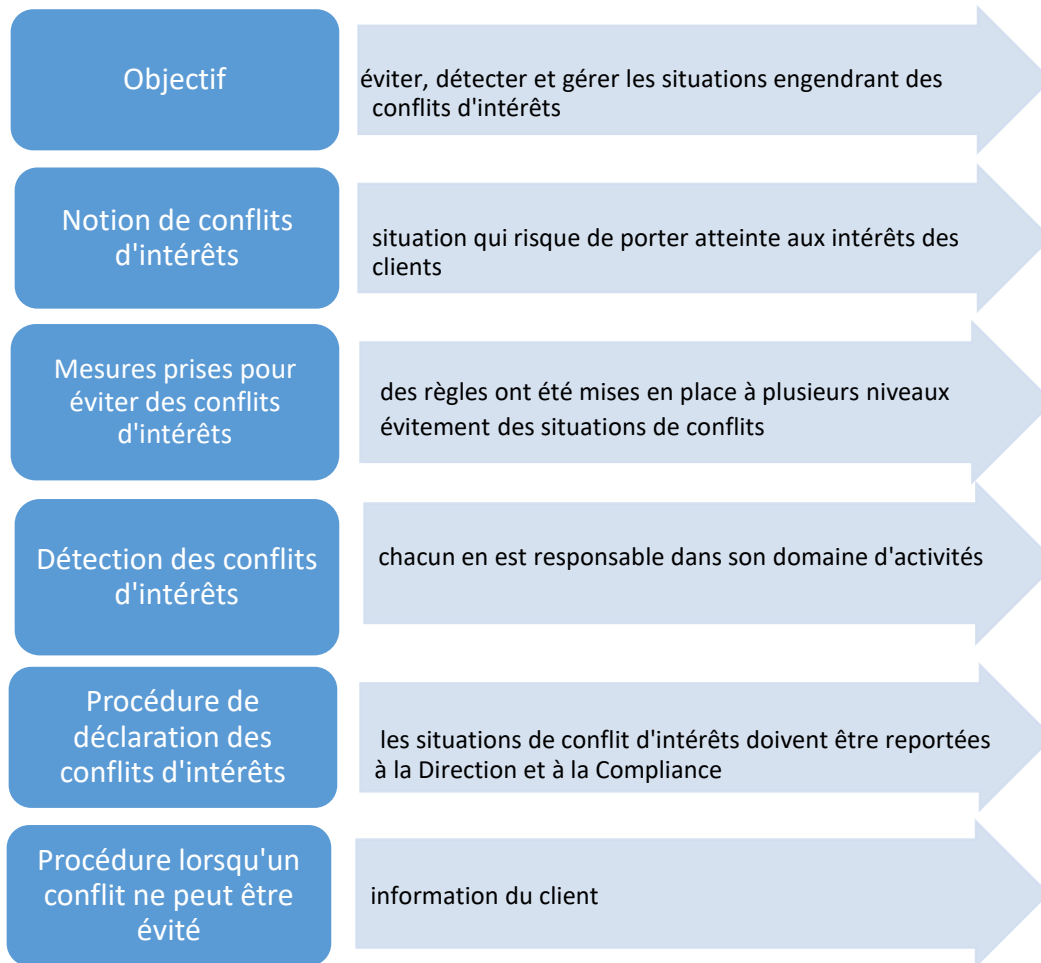 Objectif
éviter, détecter et gérer les situations engendrant des
conflits d'intérêts
Notion de conflits
d'intérêts
situation qui risque de porter atteinte aux intérêts des
clients
Mesures prises pour
éviter des conflits
d'intérêts
des règles ont été mises en place à plusieurs niveaux
évitement des situations de conflits
Détection des conflits
d'intérêts
chacun en est responsable dans son domaine d'activités
Procédure de
déclaration des
conflits d'intérêts
les situations de conflit d'intérêts doivent être reportées
à la Direction et à la Compliance
Procédure lorsqu'un
conflit ne peut être
évité
information du client